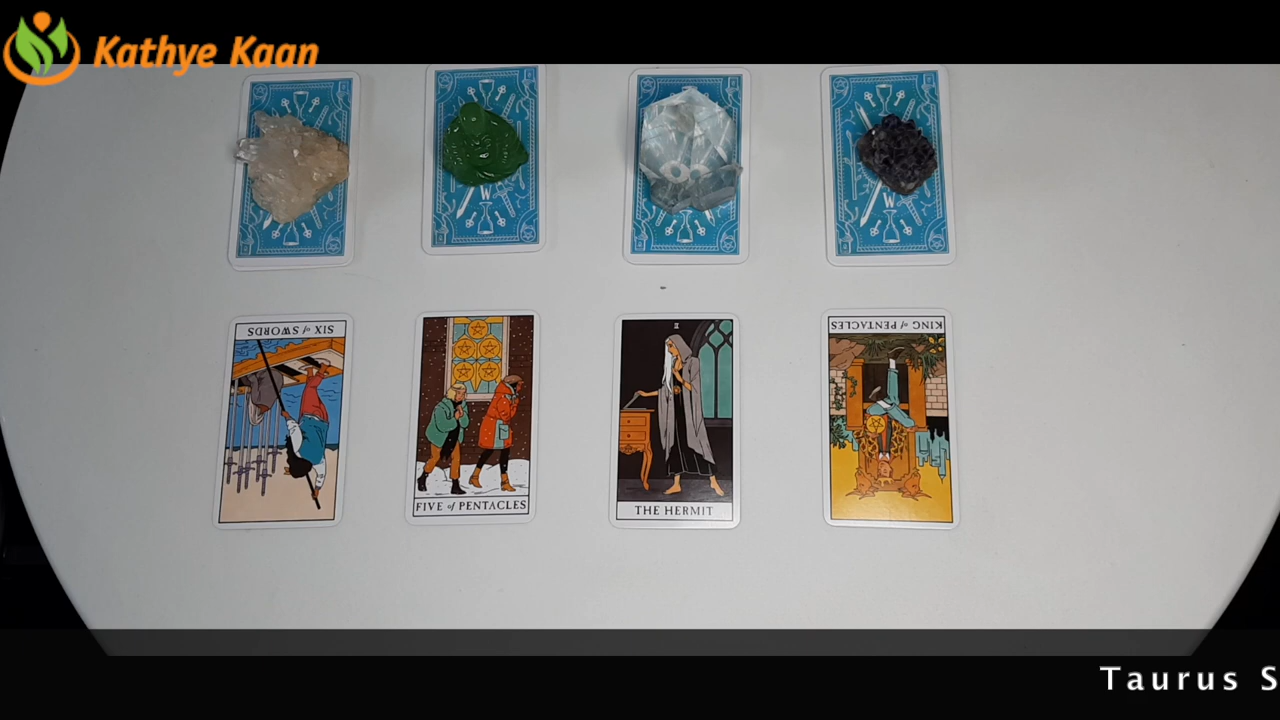 Kathye Kaan
SIX of SWORDS
FIVE of PENTACLES
THE HERMIT
KING of PENTACLES
Taurus S